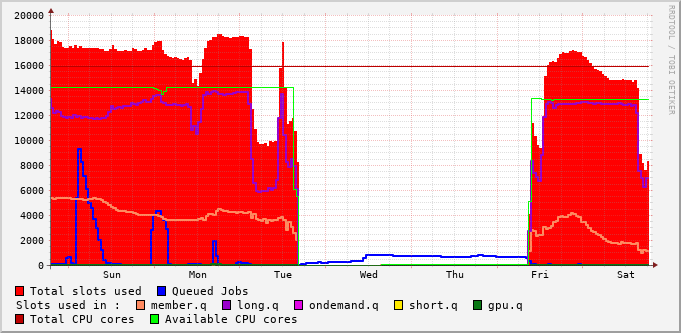 20000
18000
16000
14000
12000
10000
8000
6000
4000
2000
0
Sun Mon Tue Wed Thu Fri Sat
Total slots used Queued Jobs
Slots used in : member.q long.q ondemand.q short.q gpu.q
Total CPU cores Available CPU cores
RRDTOOL / TOBI OETIKER